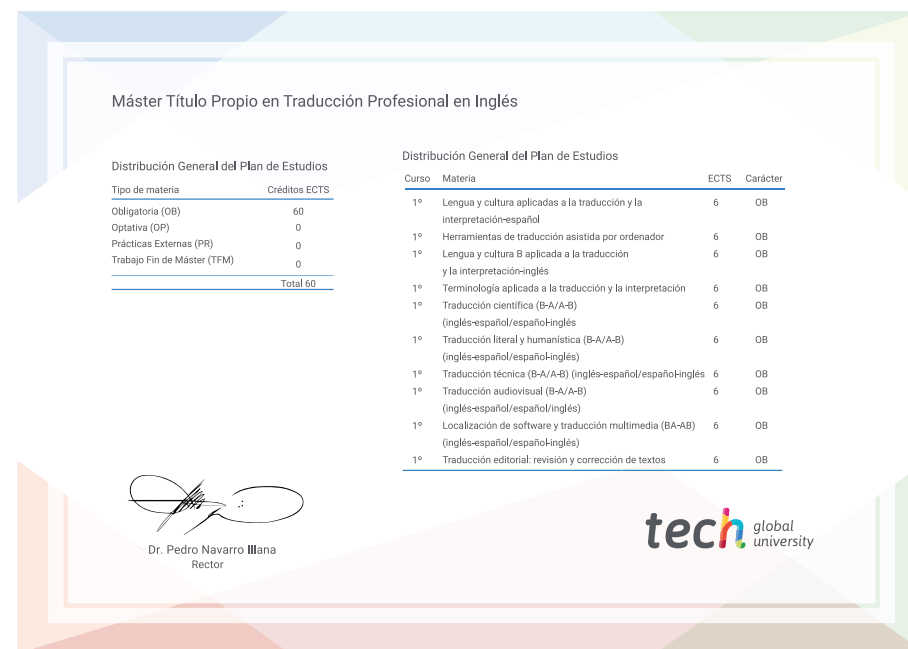 Máster Título Propio en Traducción Profesional en Inglés
Distribución General del Plan de Estudios
Tipo de materia Créditos ECTS
Obligatoria (OB) 60
Optativa (OP) 0
Prácticas Externas (PR) 0
Trabajo Fin de Máster (TFM) 0
Total 60
Distribución General del Plan de Estudios
Curso Materia ECTS Carácter
1º Lengua y cultura aplicadas a la traducción y la 6 OB
interpretación-español
1º Herramientas de traducción asistida por ordenador 6 OB
1º Lengua y cultura B aplicada a la traducción 6 OB
y la interpretación-inglés
1º Terminología aplicada a la traducción y la interpretación 6 OB
1º Traducción científica (B-A/A-B) 6 OB
(inglés-español/español-inglés
1º Traducción literal y humanística (B-A/A-B) 6 OB
(inglés-español/español-inglés)
1º Traducción técnica (B-A/A-B) (inglés-español/español-inglés 6 OB
1º Traducción audiovisual (B-A/A-B) 6 OB
(inglés-español/español/inglés)
1º Localización de software y traducción multimedia (BA-AB) 6 OB
(inglés-español/español-inglés)
1º Traducción editorial: revisión y corrección de textos 6 OB
Dr. Pedro Navarro Illana
Rector
tech global
university